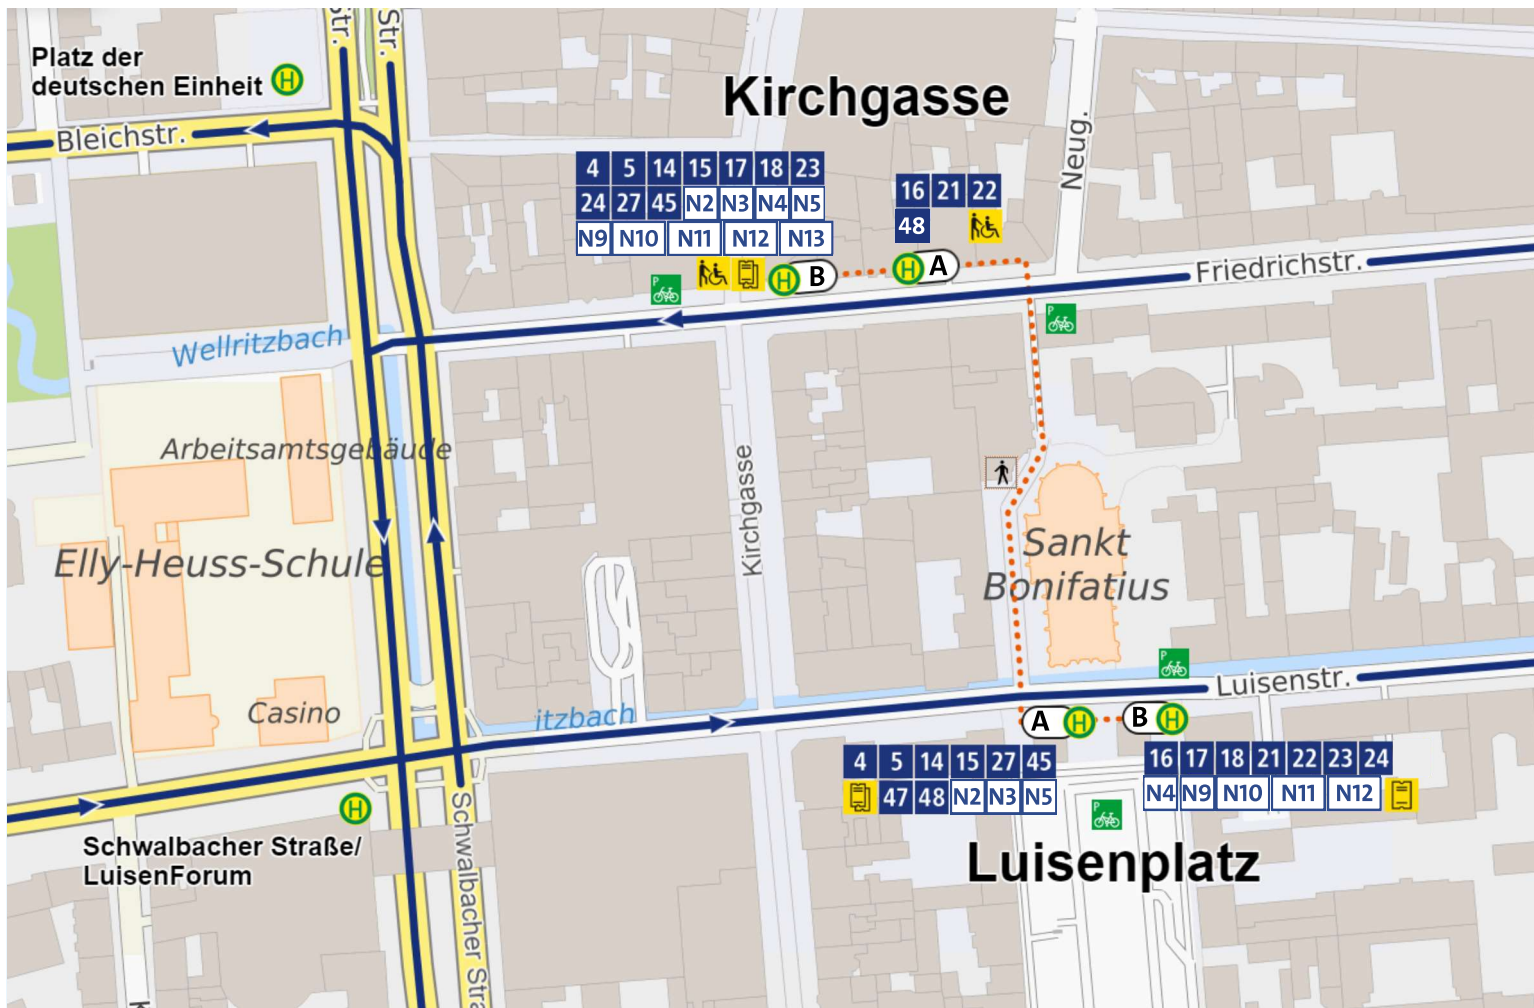 Str.
Str.
Platz der
deutschen Einheit H
Kirchgasse
Bleichstr.
Neug.
4 5 14 15 17 18 23
24 27 45 N2 N3 N4 N5
N9 N10 N11 N12 N13
16 21 22
48
P
H B
H A
Friedrichstr.
P
Wellritzbach
Arbeitsamtsgebäude
Kirchgasse
Elly-Heuss-Schule
Sankt
Bonifatius
P
Casino
itzbach
Luisenstr.
A H
B H
4 5 14 15 27 45
47 48 N2 N3 N5
16 17 18 21 22 23 24
N4 N9 N10 N11 N12
P
H
Schwalbacher Straße/
LuisenForum
Schwalbacher Stra
Luisenplatz